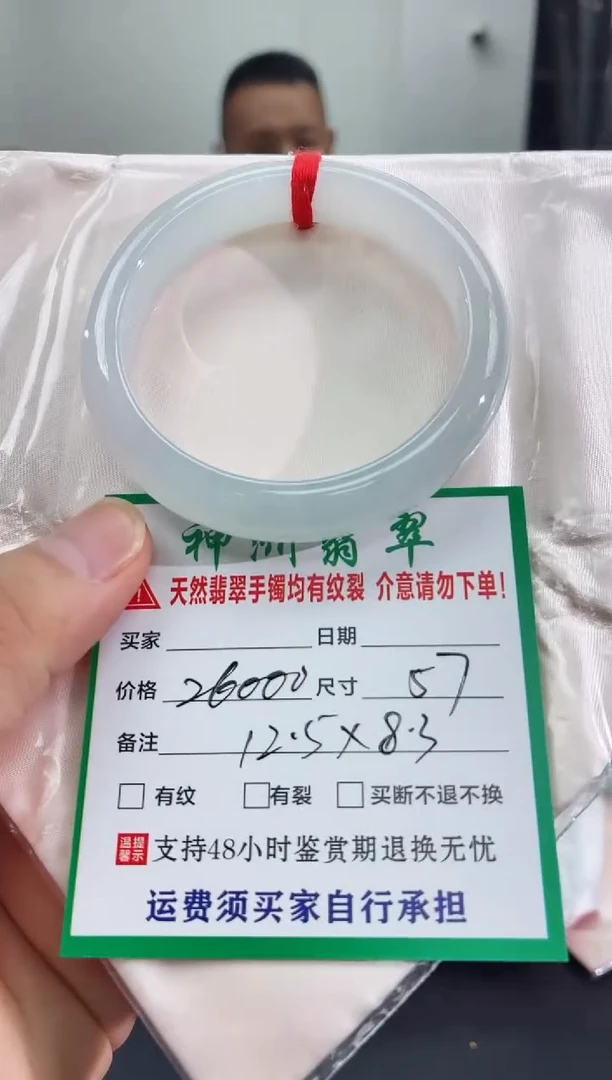 神洲翡翠
天然翡翠手镯均有纹裂 介意请勿下单!
买家 日期
价格 26000 尺寸 57
备注 12.5×8.3
□ 有纹 □ 有裂 □ 买断不退不换
温馨提示 支持48小时鉴赏期退换无忧
运费须买家自行承担